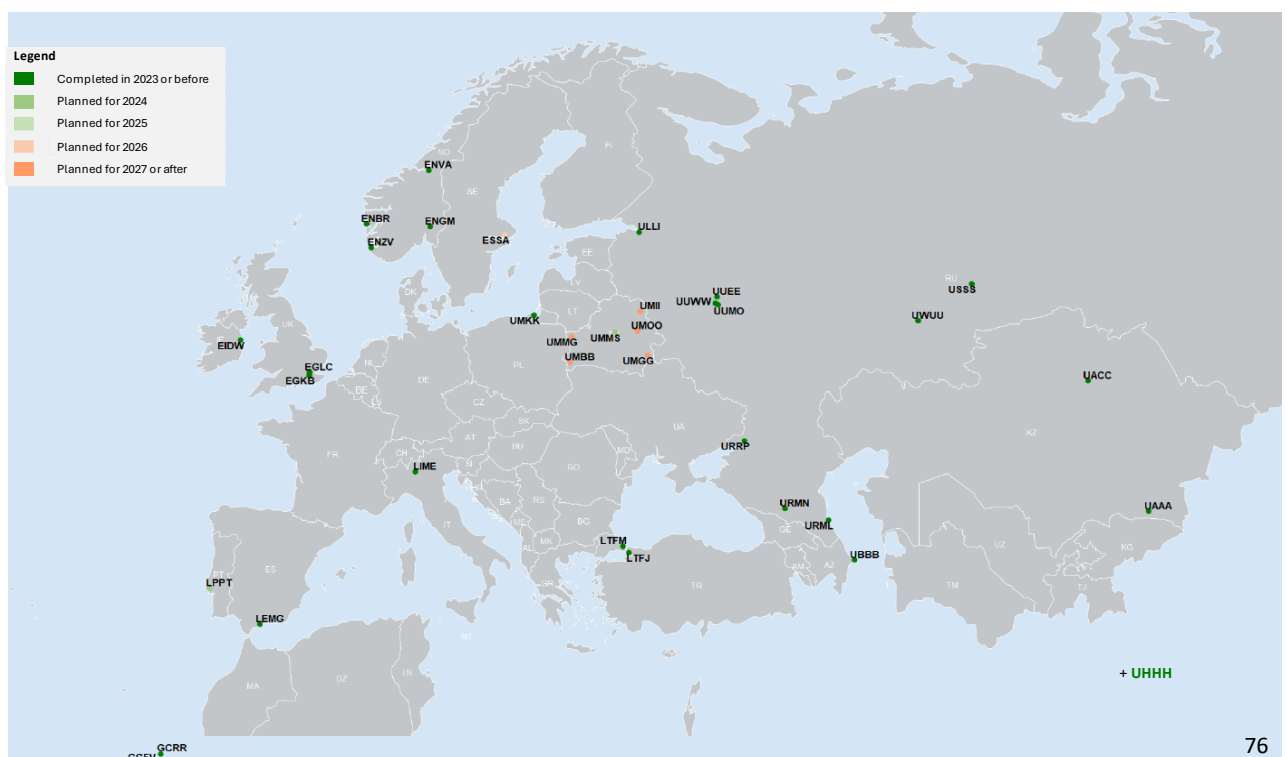 Legend
Completed in 2023 or before
Planned for 2024
Planned for 2025
Planned for 2026
Planned for 2027 or after
NO
ENVA
FI
SE
ENBR
ENGM
ENZV
ESSA
ULLI
EE
RU
USSS
LV
UUEE
UUWW
UUMO
DK
UMII
UWUU
LT
UMKK
UMOO
UK
UMMS
UMMG
EIDW
UMBB
UMGG
NL
PL
EGLC
EGKB
DE
UACC
BE
LU
CZ
SK
UA
KZ
AT
HU
URRP
FR
CH
MD
SI
LIME
RO
BA
RS
URMN
UAAA
IT
ME
BG
URML
GE
LTFM
MK
UZ
KG
AL
LTFJ
UBBB
AM
AZ
ES
PT
LPPT
GR
TR
TM
TJ
LEMG
TN
DZ
MA
+ UHHH
GCRR
76